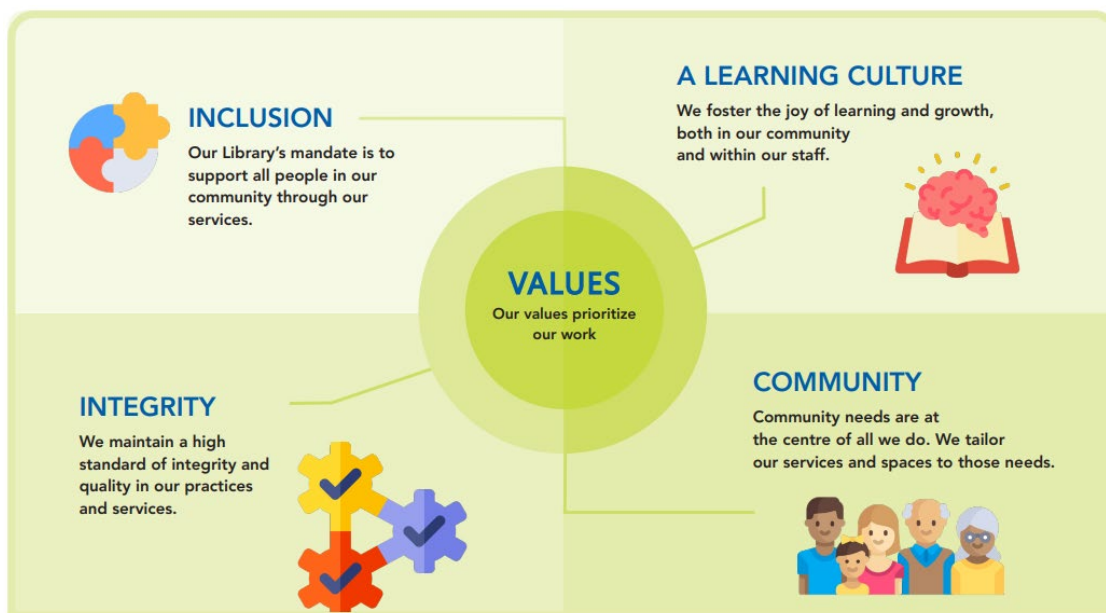 INCLUSION
Our Library's mandate is to
support all people in our
community through our
services.
A LEARNING CULTURE
We foster the joy of learning and growth,
both in our community
and within our staff.
VALUES
Our values prioritize
our work
INTEGRITY
We maintain a high
standard of integrity and
quality in our practices
and services.
COMMUNITY
Community needs are at
the centre of all we do. We tailor
our services and spaces to those needs.